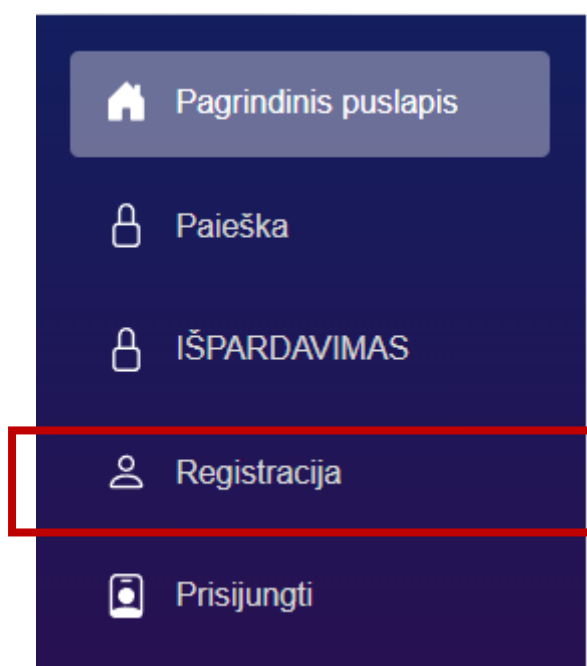 Pagrindinis puslapis
Paieška
IŠPARDAVIMAS
Registracija
Prisijungti